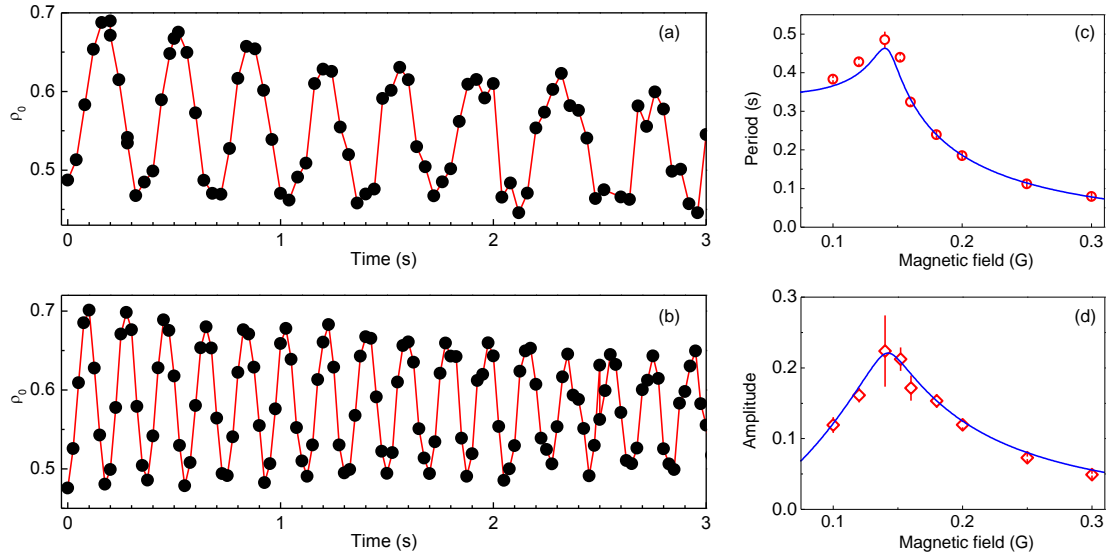 0.7
0.6
0.5
ρ0
(a)
0 1 2 3
Time (s)
0.7
0.6
0.5
ρ0
(b)
0 1 2 3
Time (s)
0.5
0.4
0.3
0.2
0.1
0.0
Period (s)
(c)
0.1 0.2 0.3
Magnetic field (G)
0.3
0.2
0.1
0.0
Amplitude
(d)
0.1 0.2 0.3
Magnetic field (G)